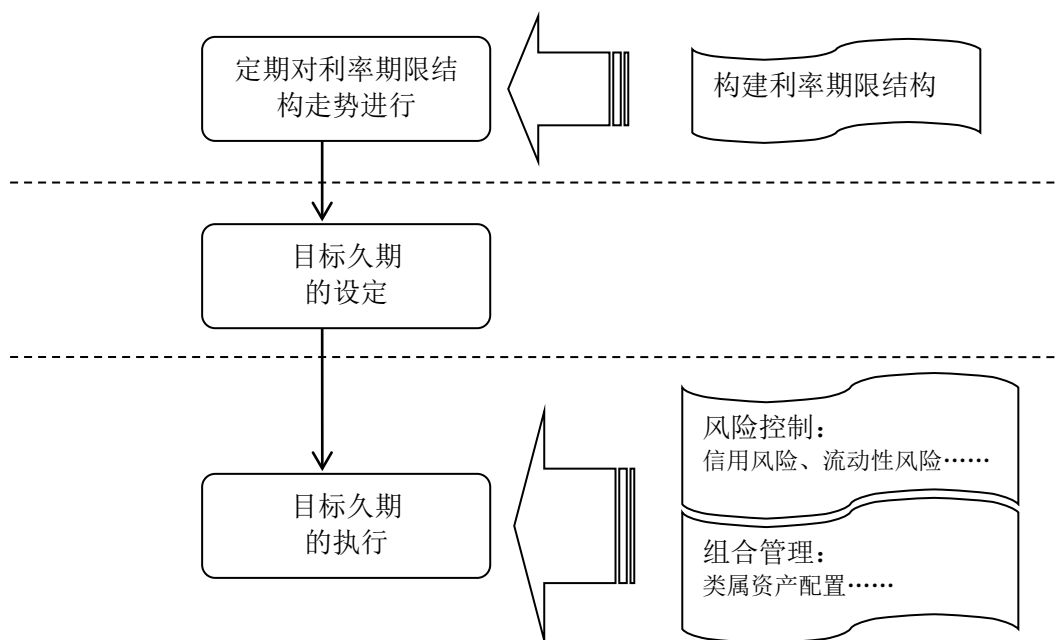 定期对利率期限结
构走势进行
构建利率期限结构
目标久期
的设定
风险控制：
信用风险、流动性风险……
目标久期
的执行
组合管理：
类属资产配置……